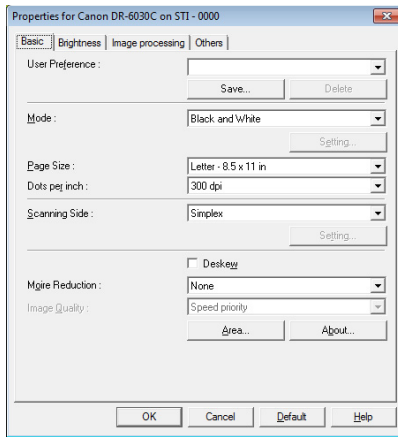 Properties for Canon DR-6030C on STI - 0000
Basic Brightness Image processing Others
User Preference :
Save... Delete
Mode : Black and White
Setting...
Page Size : Letter - 8.5 x 11 in
Dots per inch : 300 dpi
Scanning Side : Simplex
Setting...
Deskew
Moire Reduction : None
Image Quality : Speed priority
Area... About...
OK Cancel Default Help